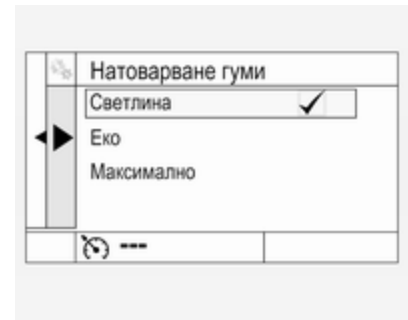 Натоварване гуми
Светлина
Еко
Максимално
---